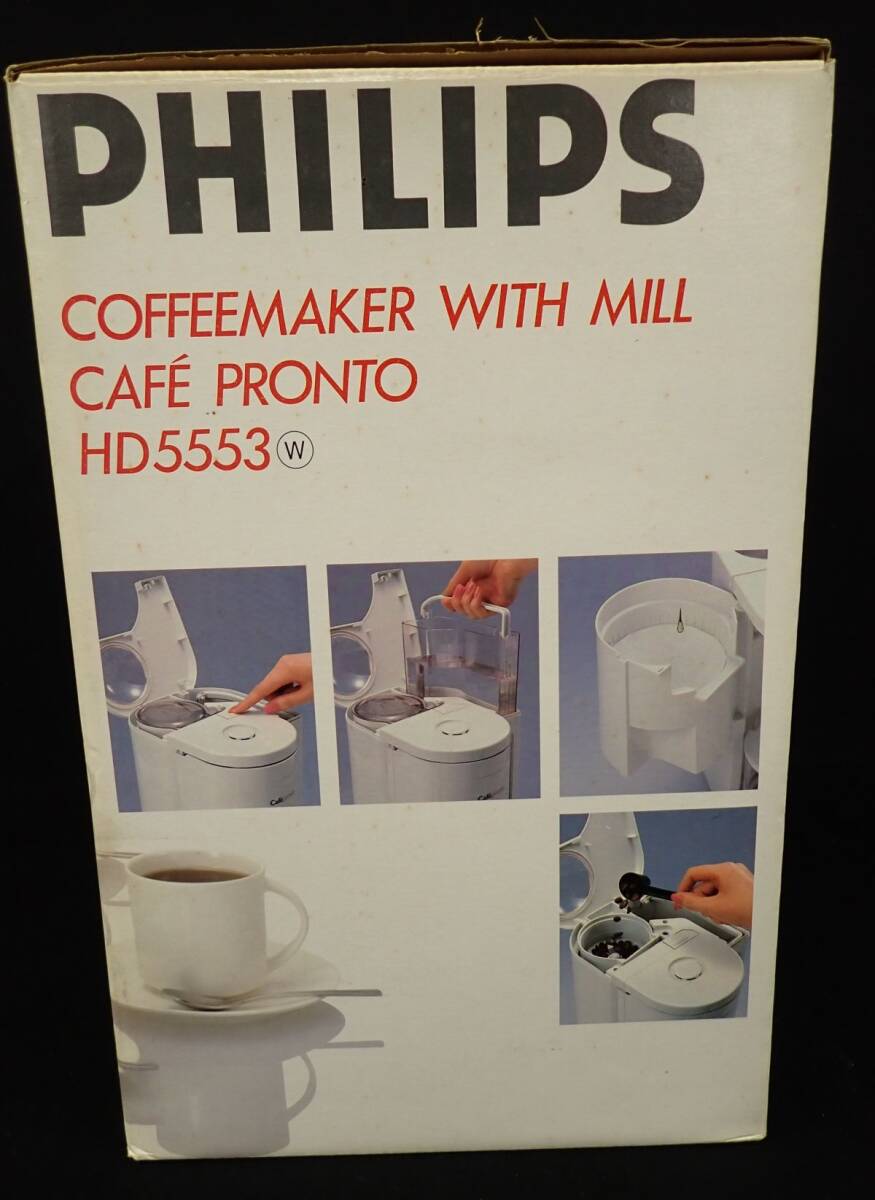 PHILIPS
COFFEEMAKER WITH MILL
CAFÉ PRONTO
HD5553 W